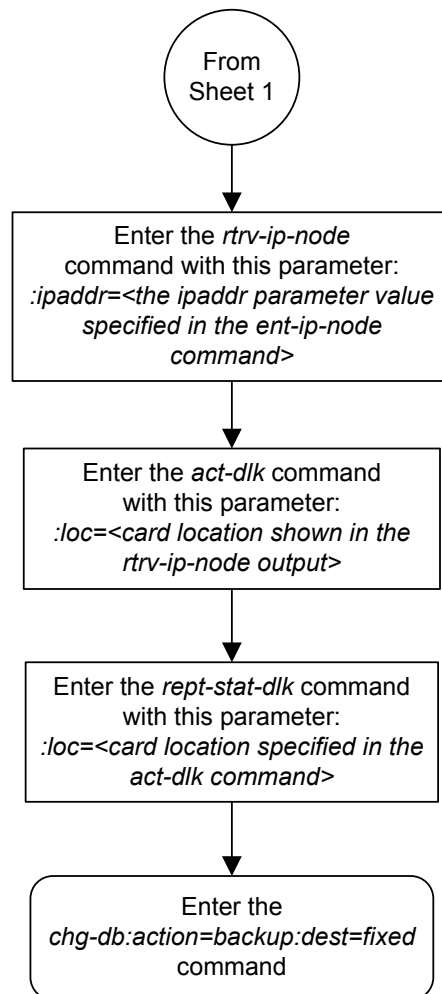 From
Sheet 1
Enter the rtrv-ip-node
command with this parameter:
:ipaddr=<the ipaddr parameter value
specified in the ent-ip-node
command>
Enter the act-dlk command
with this parameter:
:loc=<card location shown in the
rtrv-ip-node output>
Enter the rept-stat-dlk command
with this parameter:
:loc=<card location specified in the
act-dlk command>
Enter the
chg-db:action=backup:dest=fixed
command